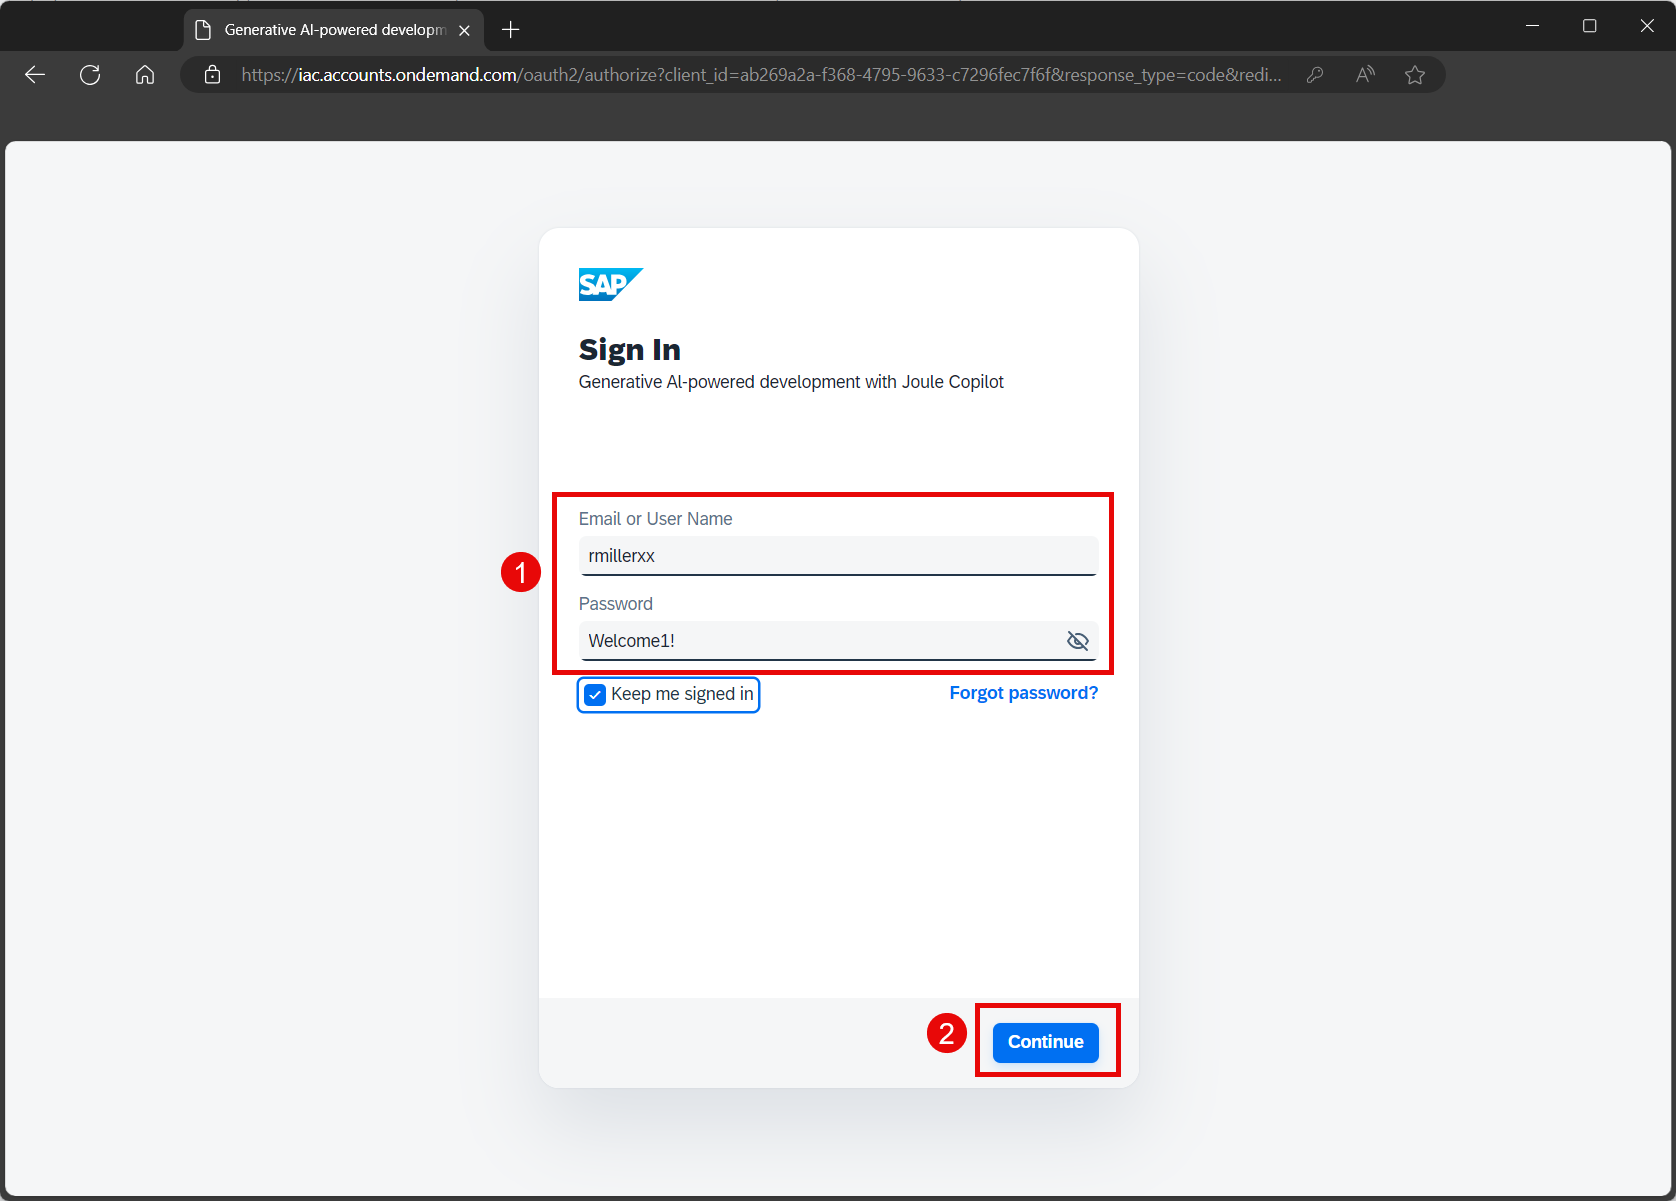 Generative AI-powered developm
https://iac.accounts.ondemand.com/oauth2/authorize?client_id=ab269a2a-f368-4795-9633-c7296fec7f6f&response_type=code&redi...
SAP
Sign In
Generative AI-powered development with Joule Copilot
Email or User Name
rmillerxx
1
Password
Welcome1!
Keep me signed in Forgot password?
2 Continue